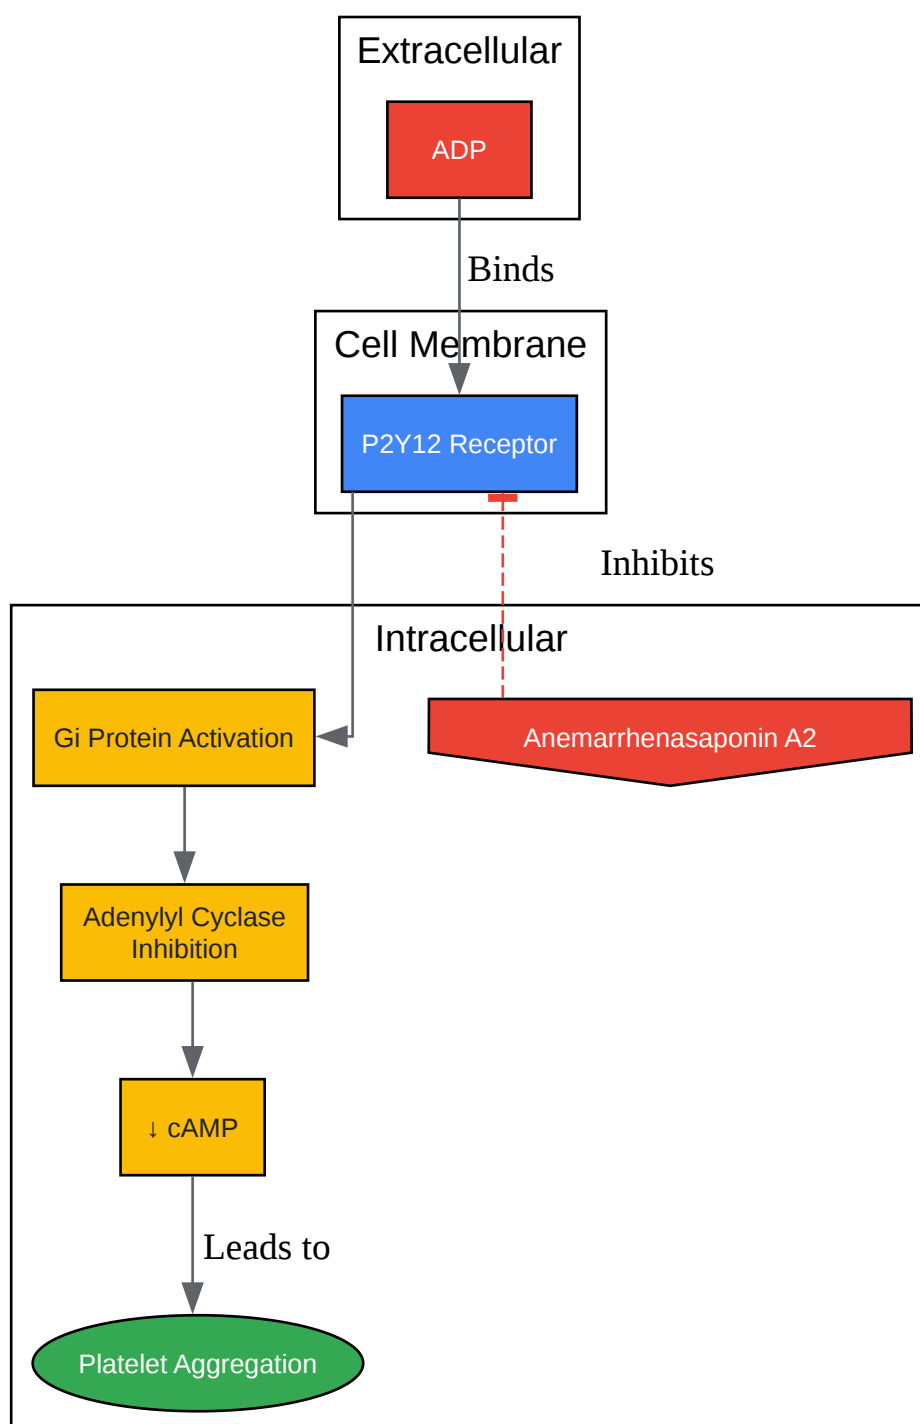 Extracellular
ADP
Binds
Cell Membrane
P2Y12 Receptor
Inhibits
Intracellular
Gi Protein Activation
Anemarrhenasaponin A2
Adenylyl Cyclase
Inhibition
↓ cAMP
Leads to
Platelet Aggregation